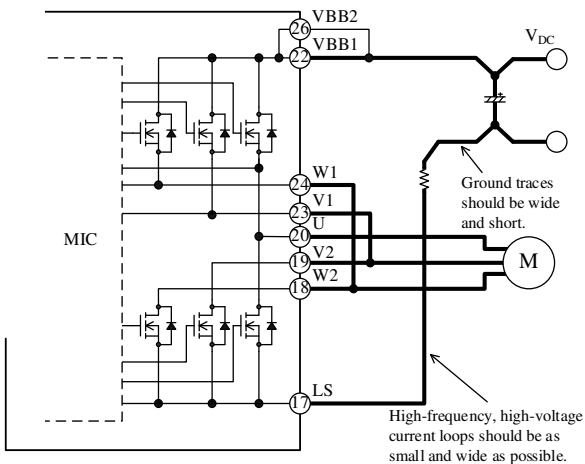 VBB2
26
VBB1
22
VDC
+
W1
24
V1
23
U
20
V2
19
W2
18
MIC
M
Ground traces
should be wide
and short.
LS
17
High-frequency, high-voltage
current loops should be as
small and wide as possible.